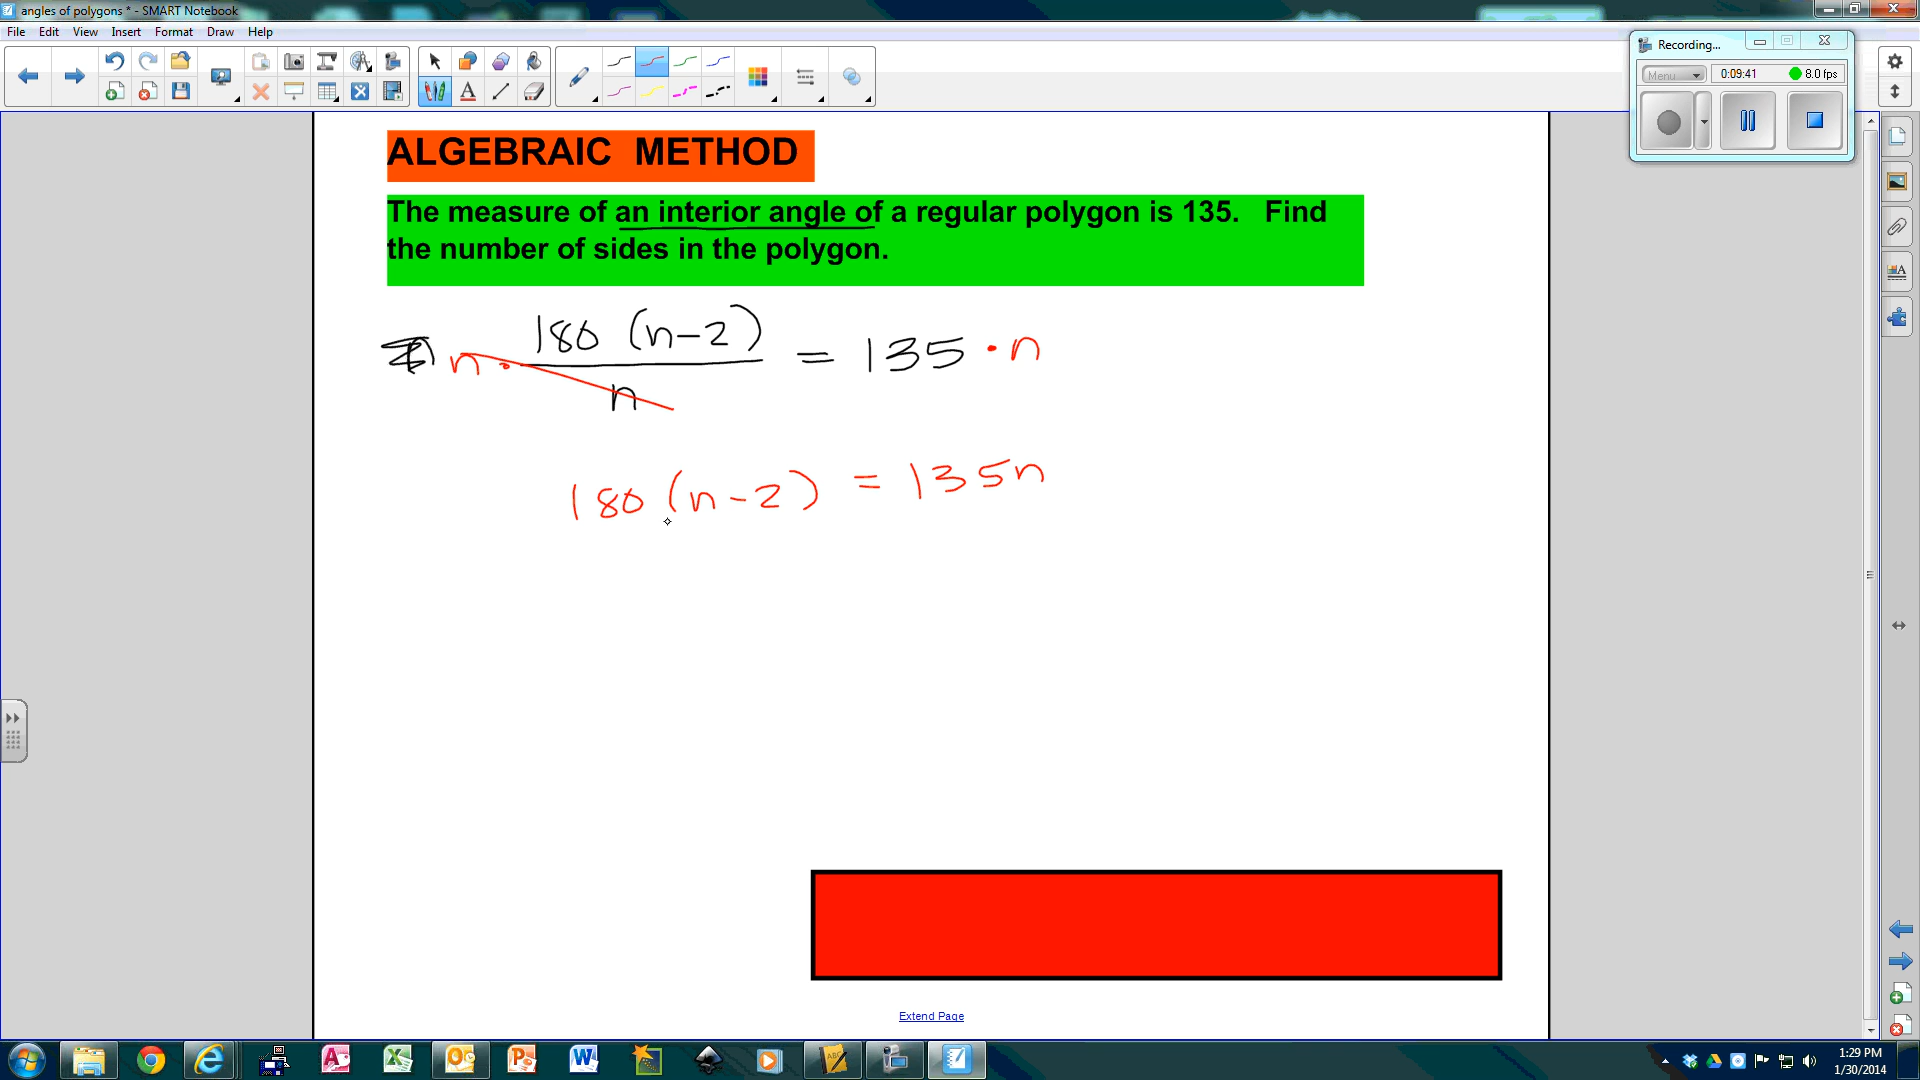 angles of polygons * - SMART Notebook
File Edit View Insert Format Draw Help
Recording...
Menu 0:09:41 8.0 fps
ALGEBRAIC METHOD
The measure of an interior angle of a regular polygon is 135. Find
the number of sides in the polygon.
n · 180 (n-2) / n = 135 · n
180 (n-2) = 135n
Extend Page
1:29 PM
1/30/2014